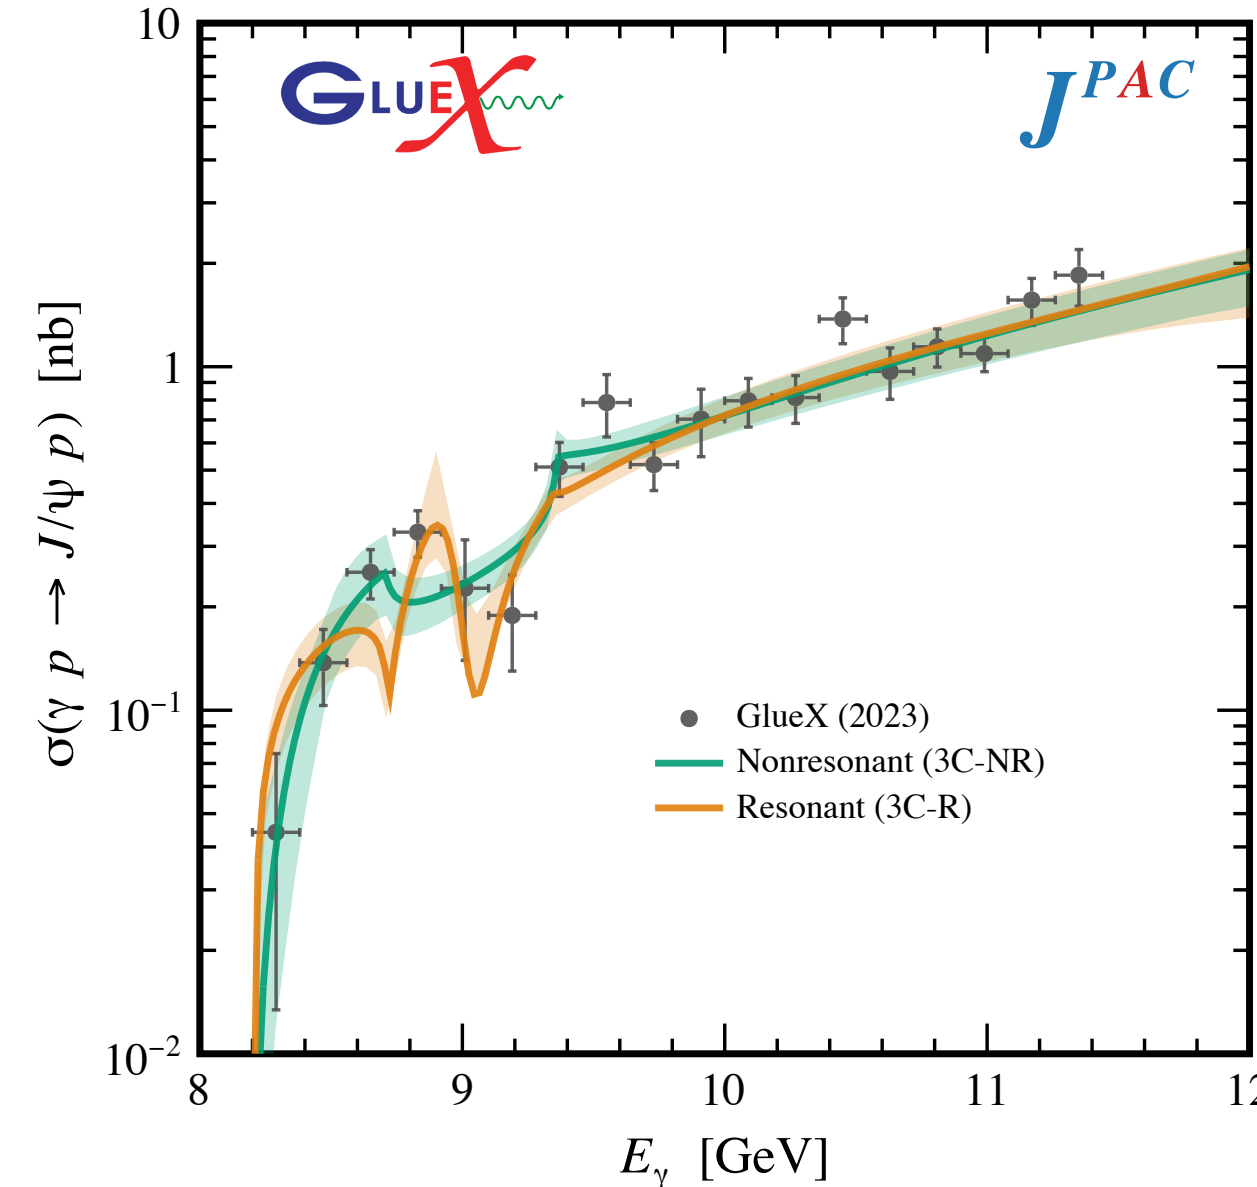 10
GLUEX
JPAC
σ(γ p → J/ψ p) [nb]
1
10⁻¹
GlueX (2023)
Nonresonant (3C-NR)
Resonant (3C-R)
10⁻²
8 9 10 11 12
Eγ [GeV]